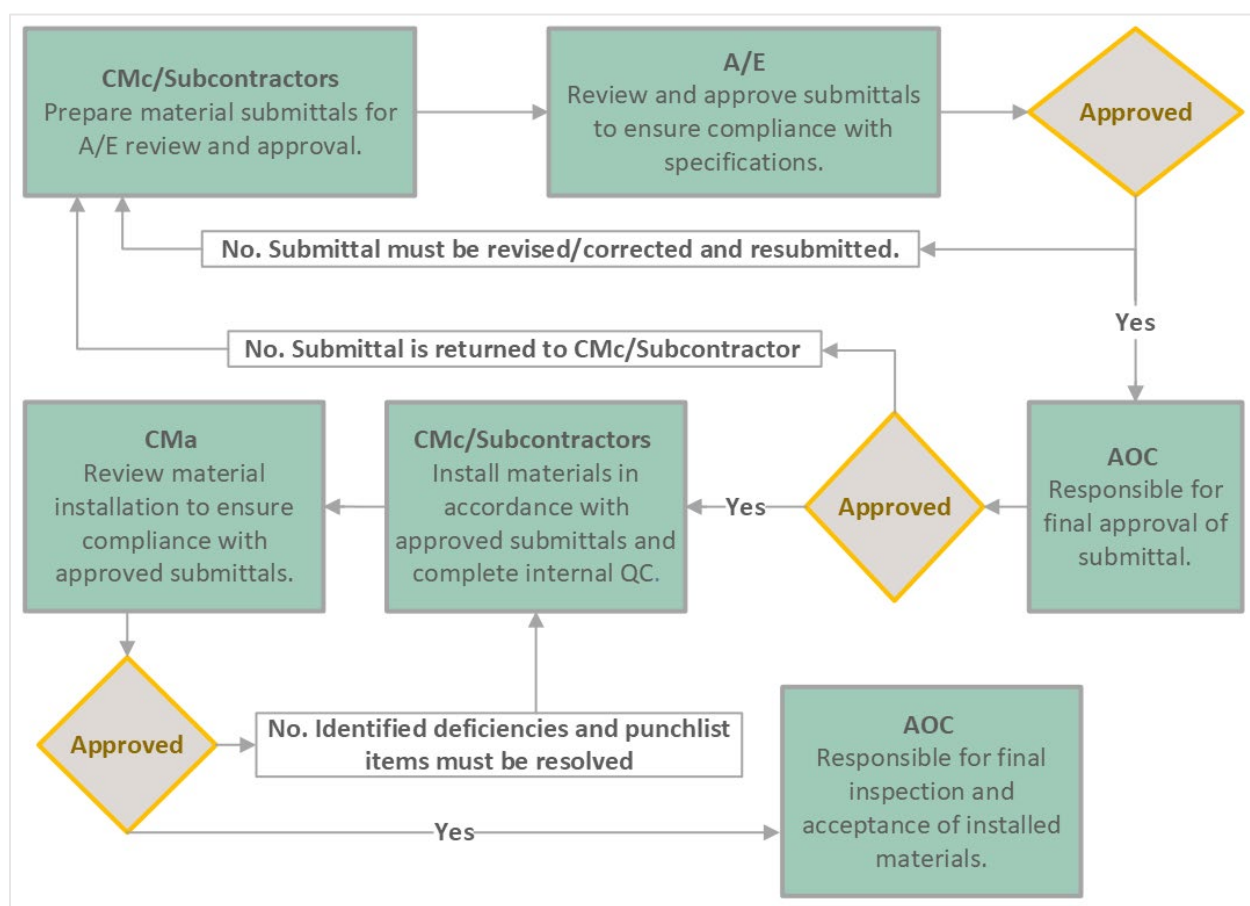 CMc/Subcontractors
Prepare material submittals for
A/E review and approval.
A/E
Review and approve submittals
to ensure compliance with
specifications.
Approved
No. Submittal must be revised/corrected and resubmitted.
Yes
No. Submittal is returned to CMc/Subcontractor
AOC
Responsible for
final approval of
submittal.
Approved
Yes
CMc/Subcontractors
Install materials in
accordance with
approved submittals and
complete internal QC.
CMa
Review material
installation to ensure
compliance with
approved submittals.
Approved
No. Identified deficiencies and punchlist
items must be resolved
Yes
AOC
Responsible for final
inspection and
acceptance of installed
materials.